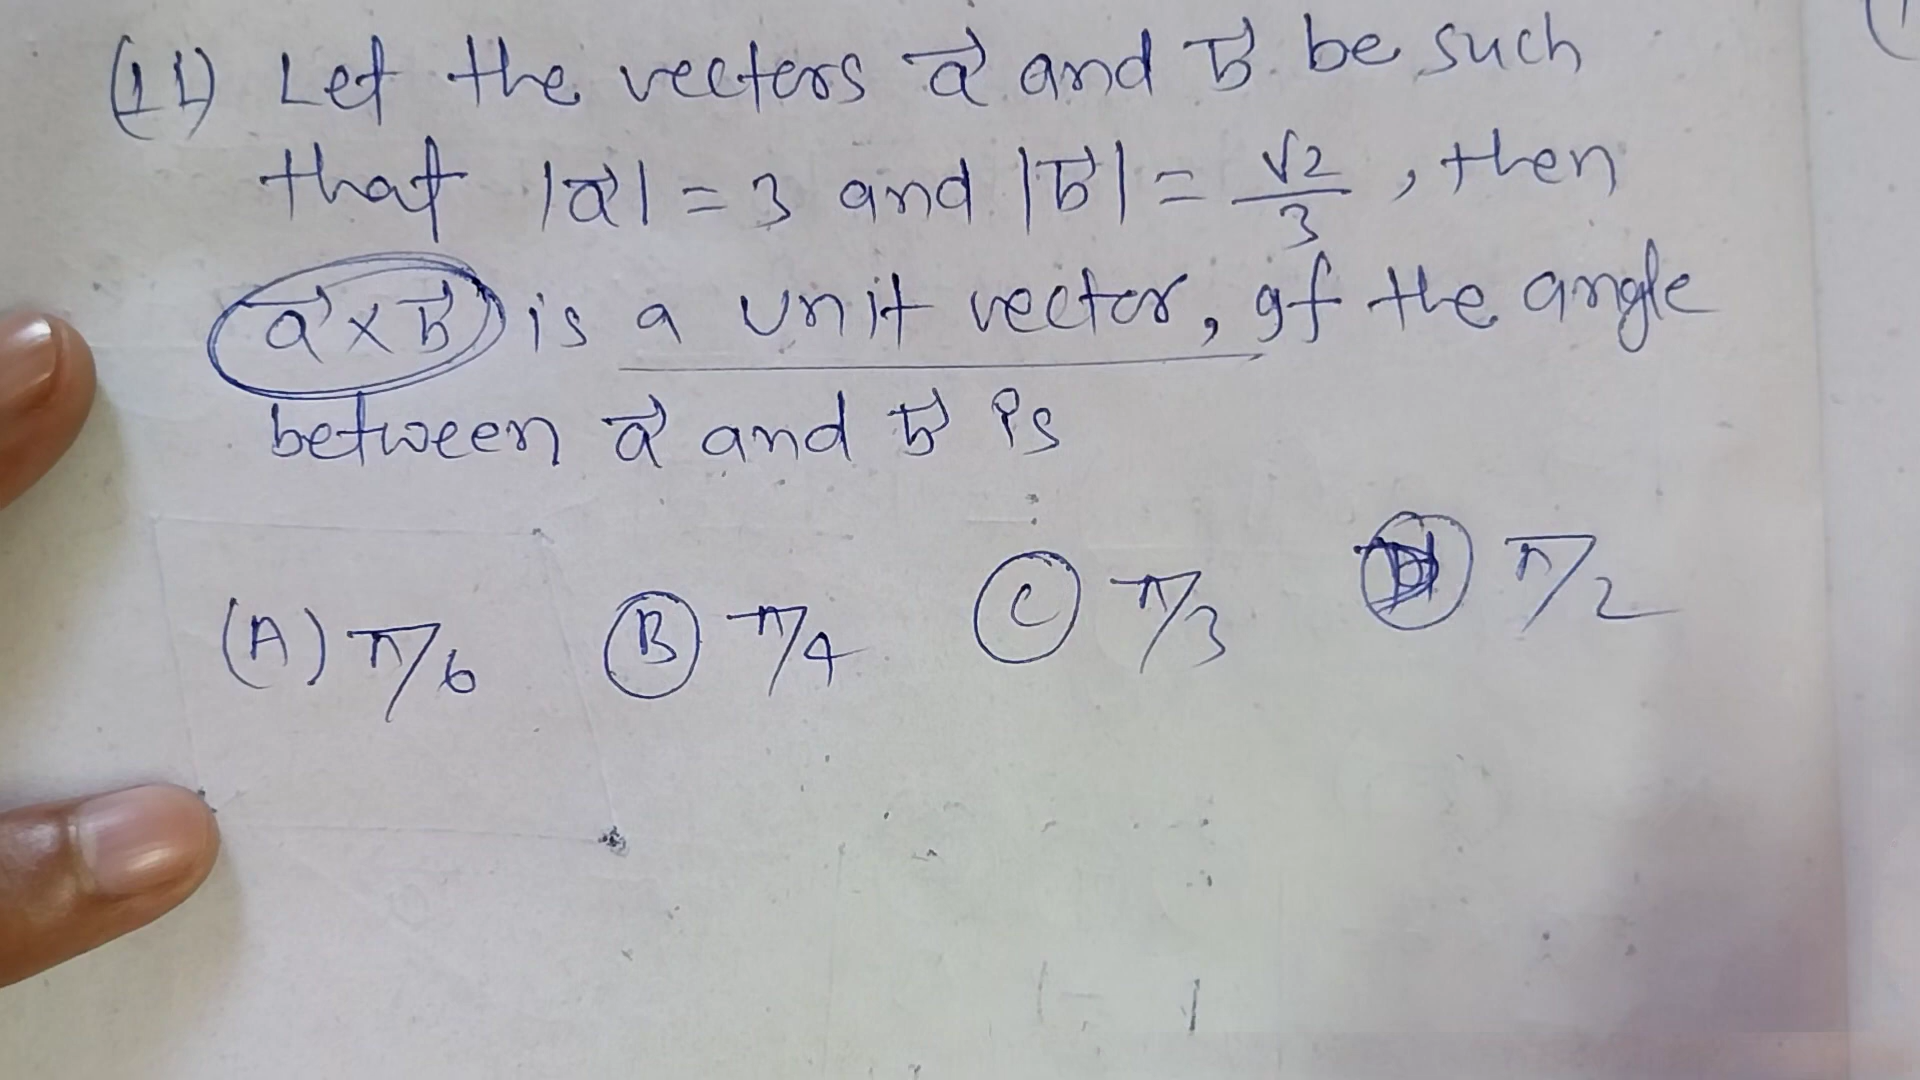 (11) Let the vectors a⃗ and b⃗ be such
that |a⃗| = 3 and |b⃗| = √2/3, then
a⃗ × b⃗ is a unit vector, If the angle
between a⃗ and b⃗ is
(A) π/6 (B) π/4 (C) π/3 (D) π/2